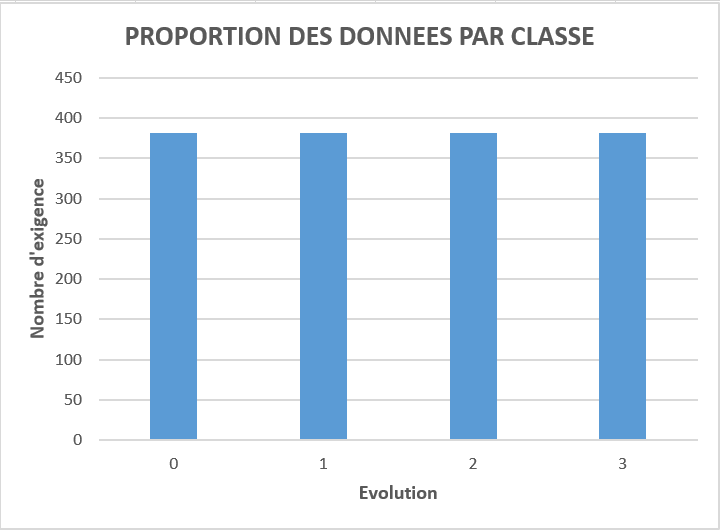 PROPORTION DES DONNEES PAR CLASSE
450
400
350
300
250
200
150
100
50
0
Nombre d'exigence
0 1 2 3
Evolution